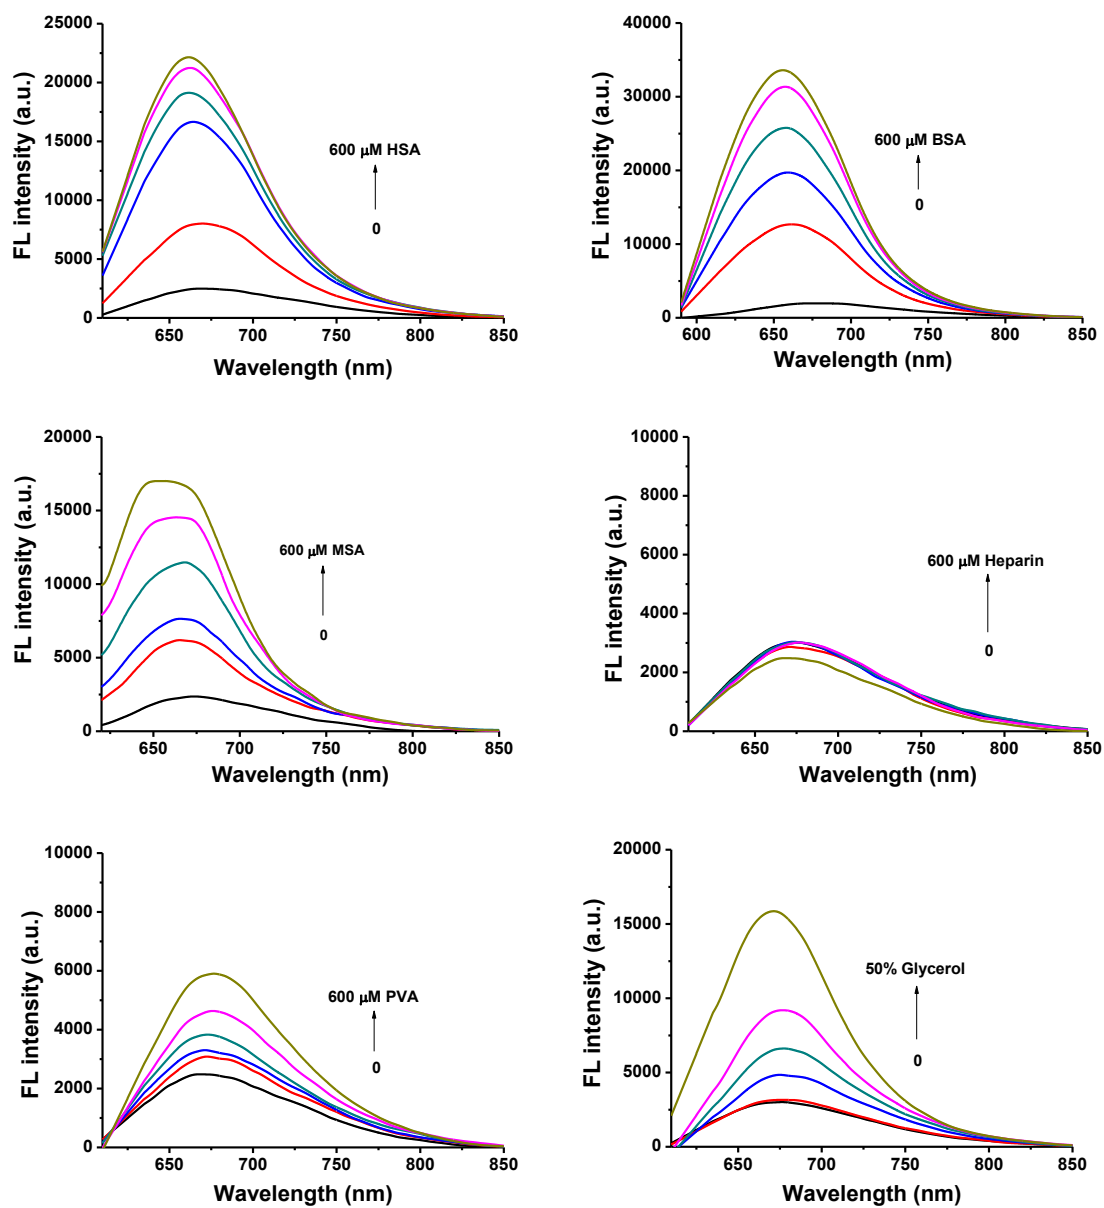 25000
20000
15000
10000
5000
0
FL intensity (a.u.)
600 μM HSA
0
650 700 750 800 850
Wavelength (nm)
40000
30000
20000
10000
0
FL intensity (a.u.)
600 μM BSA
0
600 650 700 750 800 850
Wavelength (nm)
20000
15000
10000
5000
0
FL intensity (a.u.)
600 μM MSA
0
650 700 750 800 850
Wavelength (nm)
10000
8000
6000
4000
2000
0
FL intensity (a.u.)
600 μM Heparin
0
650 700 750 800 850
Wavelength (nm)
10000
8000
6000
4000
2000
0
FL intensity (a.u.)
600 μM PVA
0
650 700 750 800 850
Wavelength (nm)
20000
15000
10000
5000
0
FL intensity (a.u.)
50% Glycerol
0
650 700 750 800 850
Wavelength (nm)